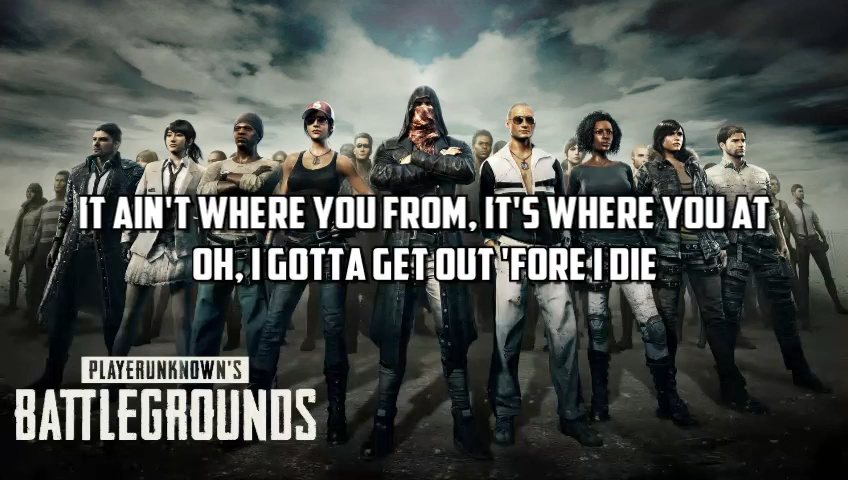 IT AIN'T WHERE YOU FROM, IT'S WHERE YOU AT
OH, I GOTTA GET OUT 'FORE I DIE
PLAYERUNKNOWN'S
BATTLEGROUNDS